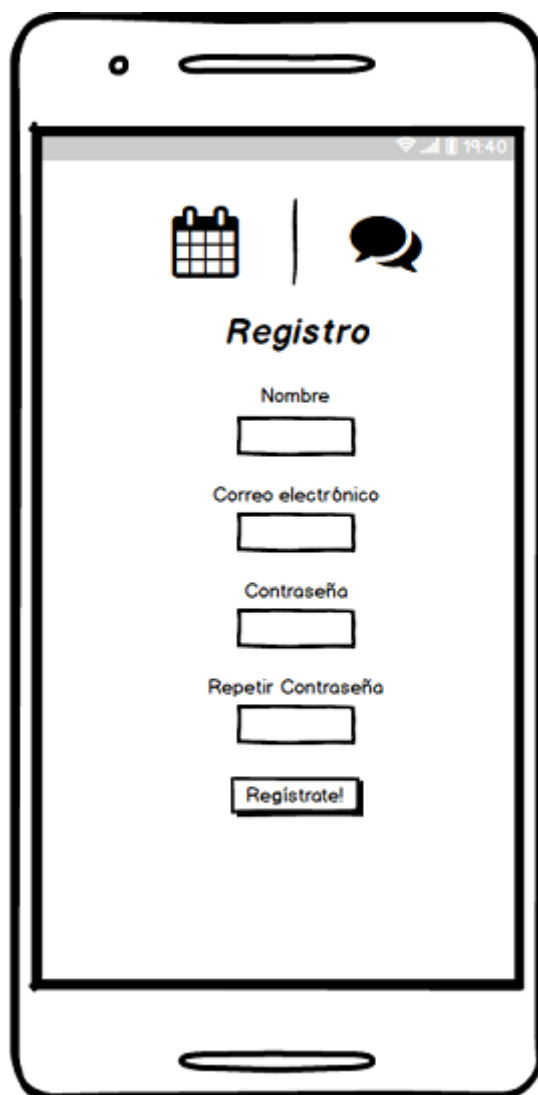 19:40
Registro
Nombre
Correo electrónico
Contraseña
Repetir Contraseña
Regístrate!